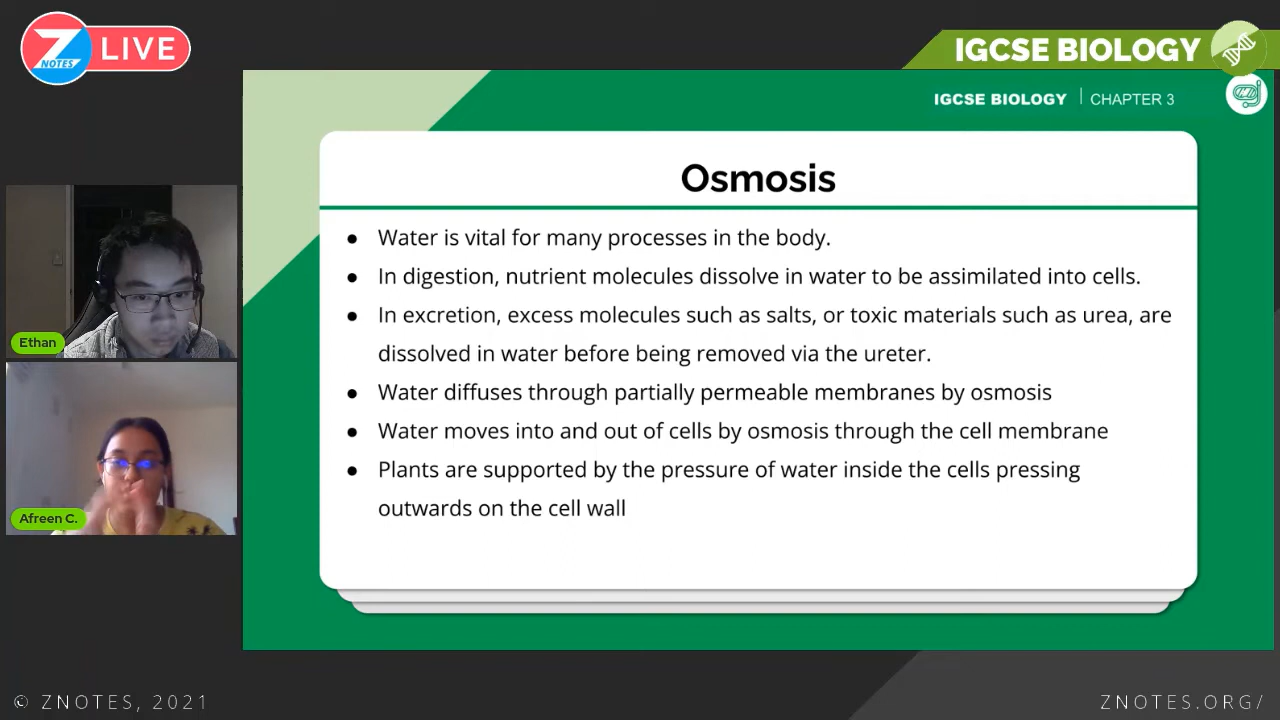 Z NOTES LIVE
IGCSE BIOLOGY
IGCSE BIOLOGY | CHAPTER 3
Osmosis
● Water is vital for many processes in the body.
● In digestion, nutrient molecules dissolve in water to be assimilated into cells.
● In excretion, excess molecules such as salts, or toxic materials such as urea, are
dissolved in water before being removed via the ureter.
● Water diffuses through partially permeable membranes by osmosis
● Water moves into and out of cells by osmosis through the cell membrane
● Plants are supported by the pressure of water inside the cells pressing
outwards on the cell wall
Ethan
Afreen C.
© ZNOTES, 2021
ZNOTES.ORG/